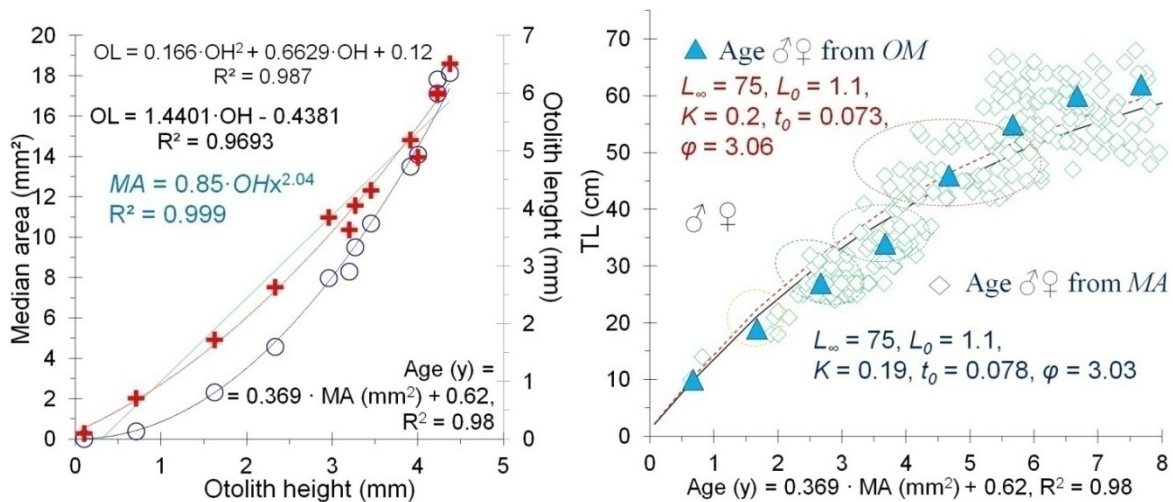 OL = 0.166·OH² + 0.6629·OH + 0.12
R² = 0.987
OL = 1.4401·OH - 0.4381
R² = 0.9693
MA = 0.85·OHx^2.04
R² = 0.999
Age (y) =
= 0.369 · MA (mm²) + 0.62,
R² = 0.98
Median area (mm²)
20
18
16
14
12
10
8
6
4
2
0
7
6
5
4
3
2
1
0
Otolith lenght (mm)
0 1 2 3 4 5
Otolith height (mm)
Age ♂♀ from OM
L∞ = 75, L₀ = 1.1,
K = 0.2, t₀ = 0.073,
φ = 3.06
♂ ♀
Age ♂♀ from MA
L∞ = 75, L₀ = 1.1,
K = 0.19, t₀ = 0.078, φ = 3.03
TL (cm)
70
60
50
40
30
20
10
0
0 1 2 3 4 5 6 7 8
Age (y) = 0.369 · MA (mm²) + 0.62, R² = 0.98